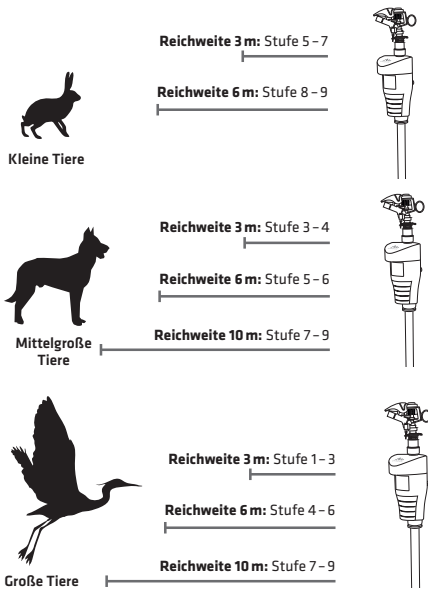 Reichweite 3 m: Stufe 5 – 7
Reichweite 6 m: Stufe 8 – 9
Kleine Tiere
Reichweite 3 m: Stufe 3 – 4
Reichweite 6 m: Stufe 5 – 6
Reichweite 10 m: Stufe 7 – 9
Mittelgroße
Tiere
Reichweite 3 m: Stufe 1 – 3
Reichweite 6 m: Stufe 4 – 6
Reichweite 10 m: Stufe 7 – 9
Große Tiere